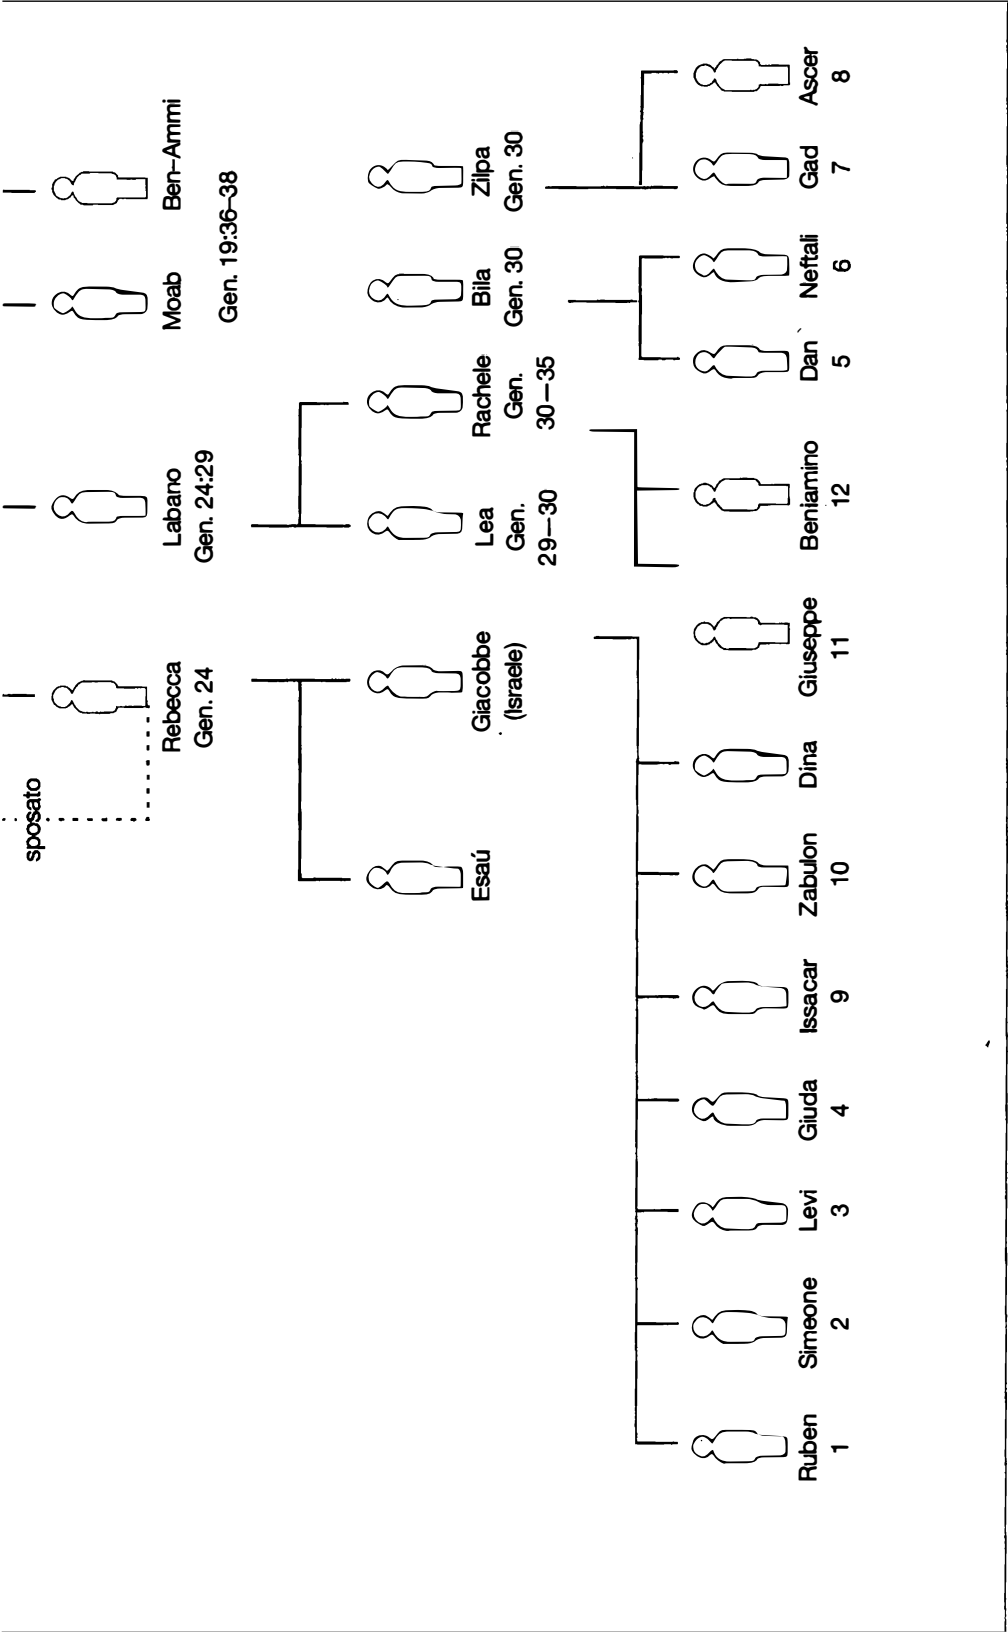 sposato
Rebecca
Gen. 24
Labano
Gen. 24:29
Moab
Ben-Ammi
Gen. 19:36–38
Esaú
Giacobbe
(Israele)
Lea
Gen.
29–30
Rachele
Gen.
30–35
Bila
Gen. 30
Zilpa
Gen. 30
Ruben
1
Simeone
2
Levi
3
Giuda
4
Issacar
9
Zabulon
10
Dina
Giuseppe
11
Beniamino
12
Dan
5
Neftali
6
Gad
7
Ascer
8